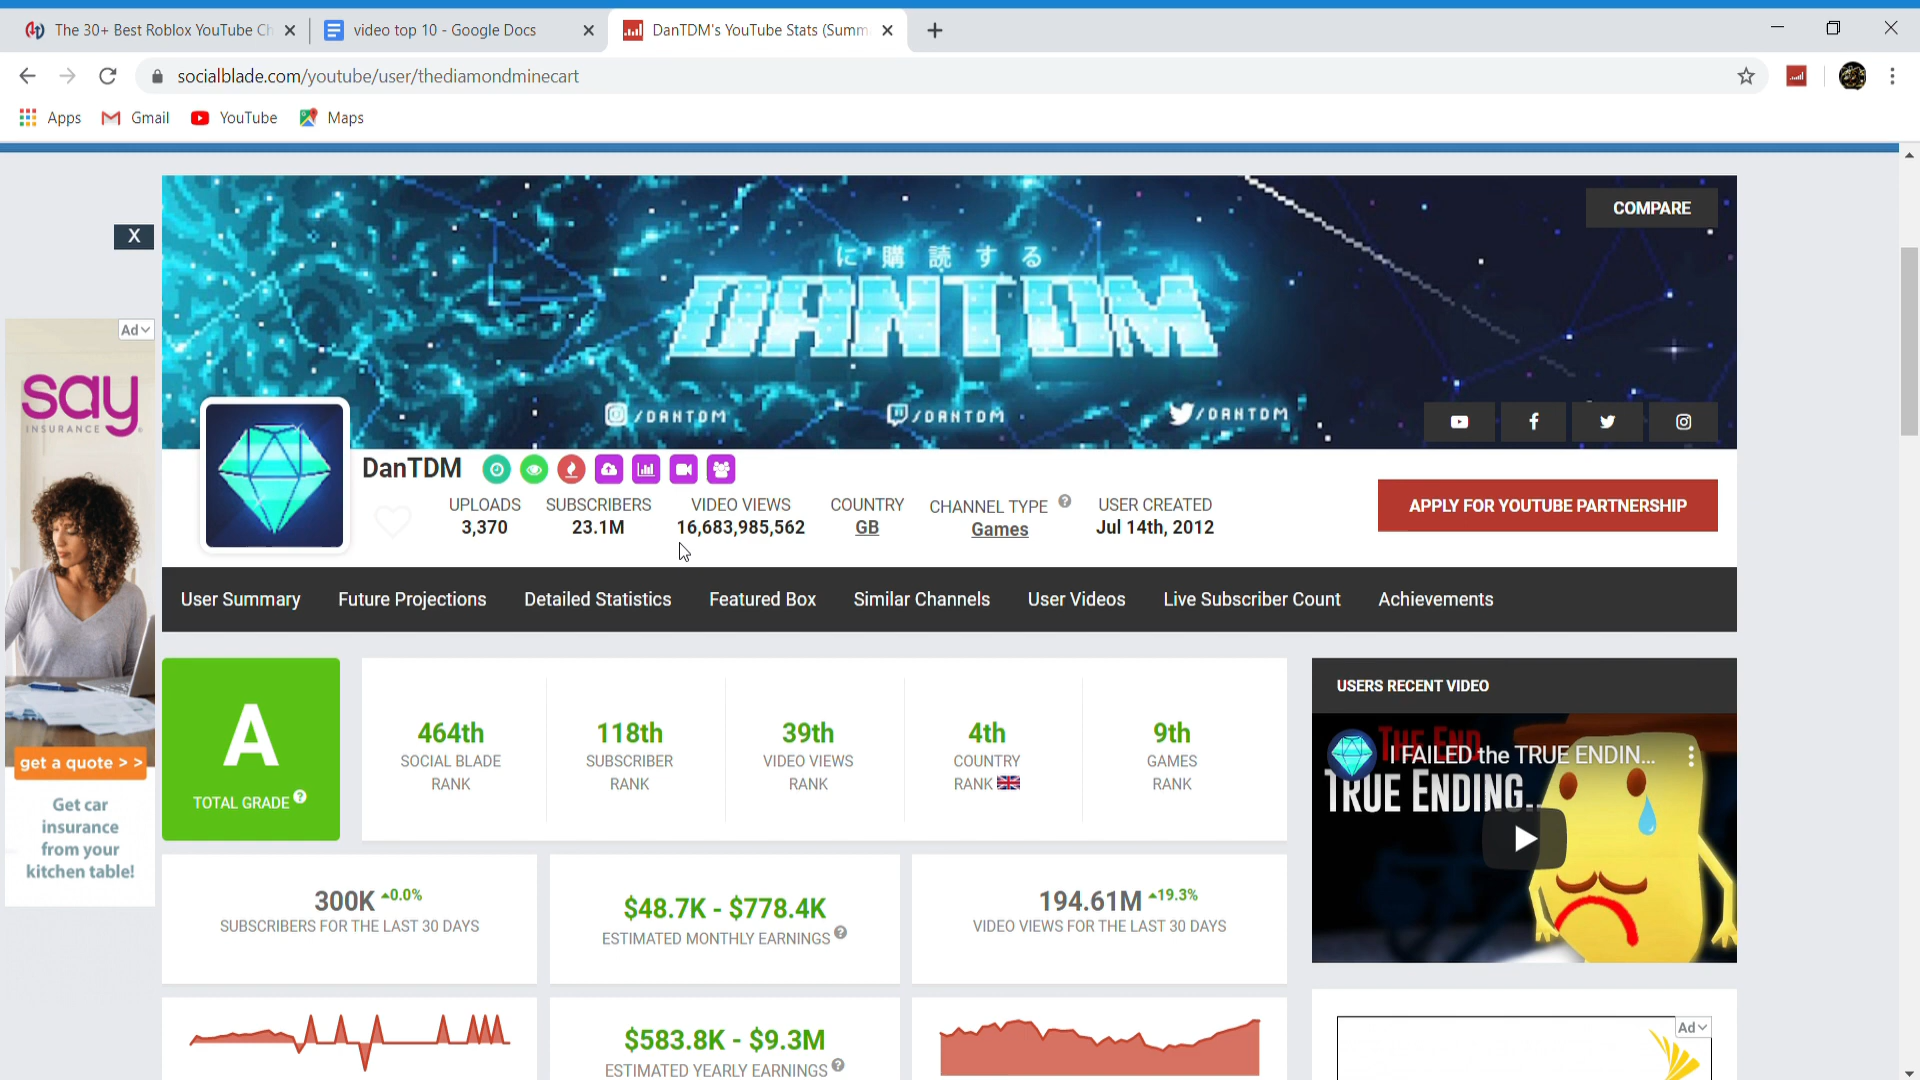 The 30+ Best Roblox YouTube Ch
video top 10 - Google Docs
DanTDM's YouTube Stats (Summ
socialblade.com/youtube/user/thediamondminecart
Apps
Gmail
YouTube
Maps
COMPARE
X
に 購 読 す る
DANTDM
/DANTDM
/DANTDM
/DANTDM
Ad
say
INSURANCE
get a quote > >
Get car
insurance
from your
kitchen table!
DanTDM
UPLOADS
3,370
SUBSCRIBERS
23.1M
VIDEO VIEWS
16,683,985,562
COUNTRY
GB
CHANNEL TYPE ?
Games
USER CREATED
Jul 14th, 2012
APPLY FOR YOUTUBE PARTNERSHIP
User Summary
Future Projections
Detailed Statistics
Featured Box
Similar Channels
User Videos
Live Subscriber Count
Achievements
A
TOTAL GRADE ?
464th
SOCIAL BLADE
RANK
118th
SUBSCRIBER
RANK
39th
VIDEO VIEWS
RANK
4th
COUNTRY
RANK
9th
GAMES
RANK
USERS RECENT VIDEO
THE END
I FAILED the TRUE ENDIN...
TRUE ENDING..
300K 0.0%
SUBSCRIBERS FOR THE LAST 30 DAYS
$48.7K - $778.4K
ESTIMATED MONTHLY EARNINGS ?
194.61M 19.3%
VIDEO VIEWS FOR THE LAST 30 DAYS
$583.8K - $9.3M
ESTIMATED YEARLY EARNINGS ?
Ad